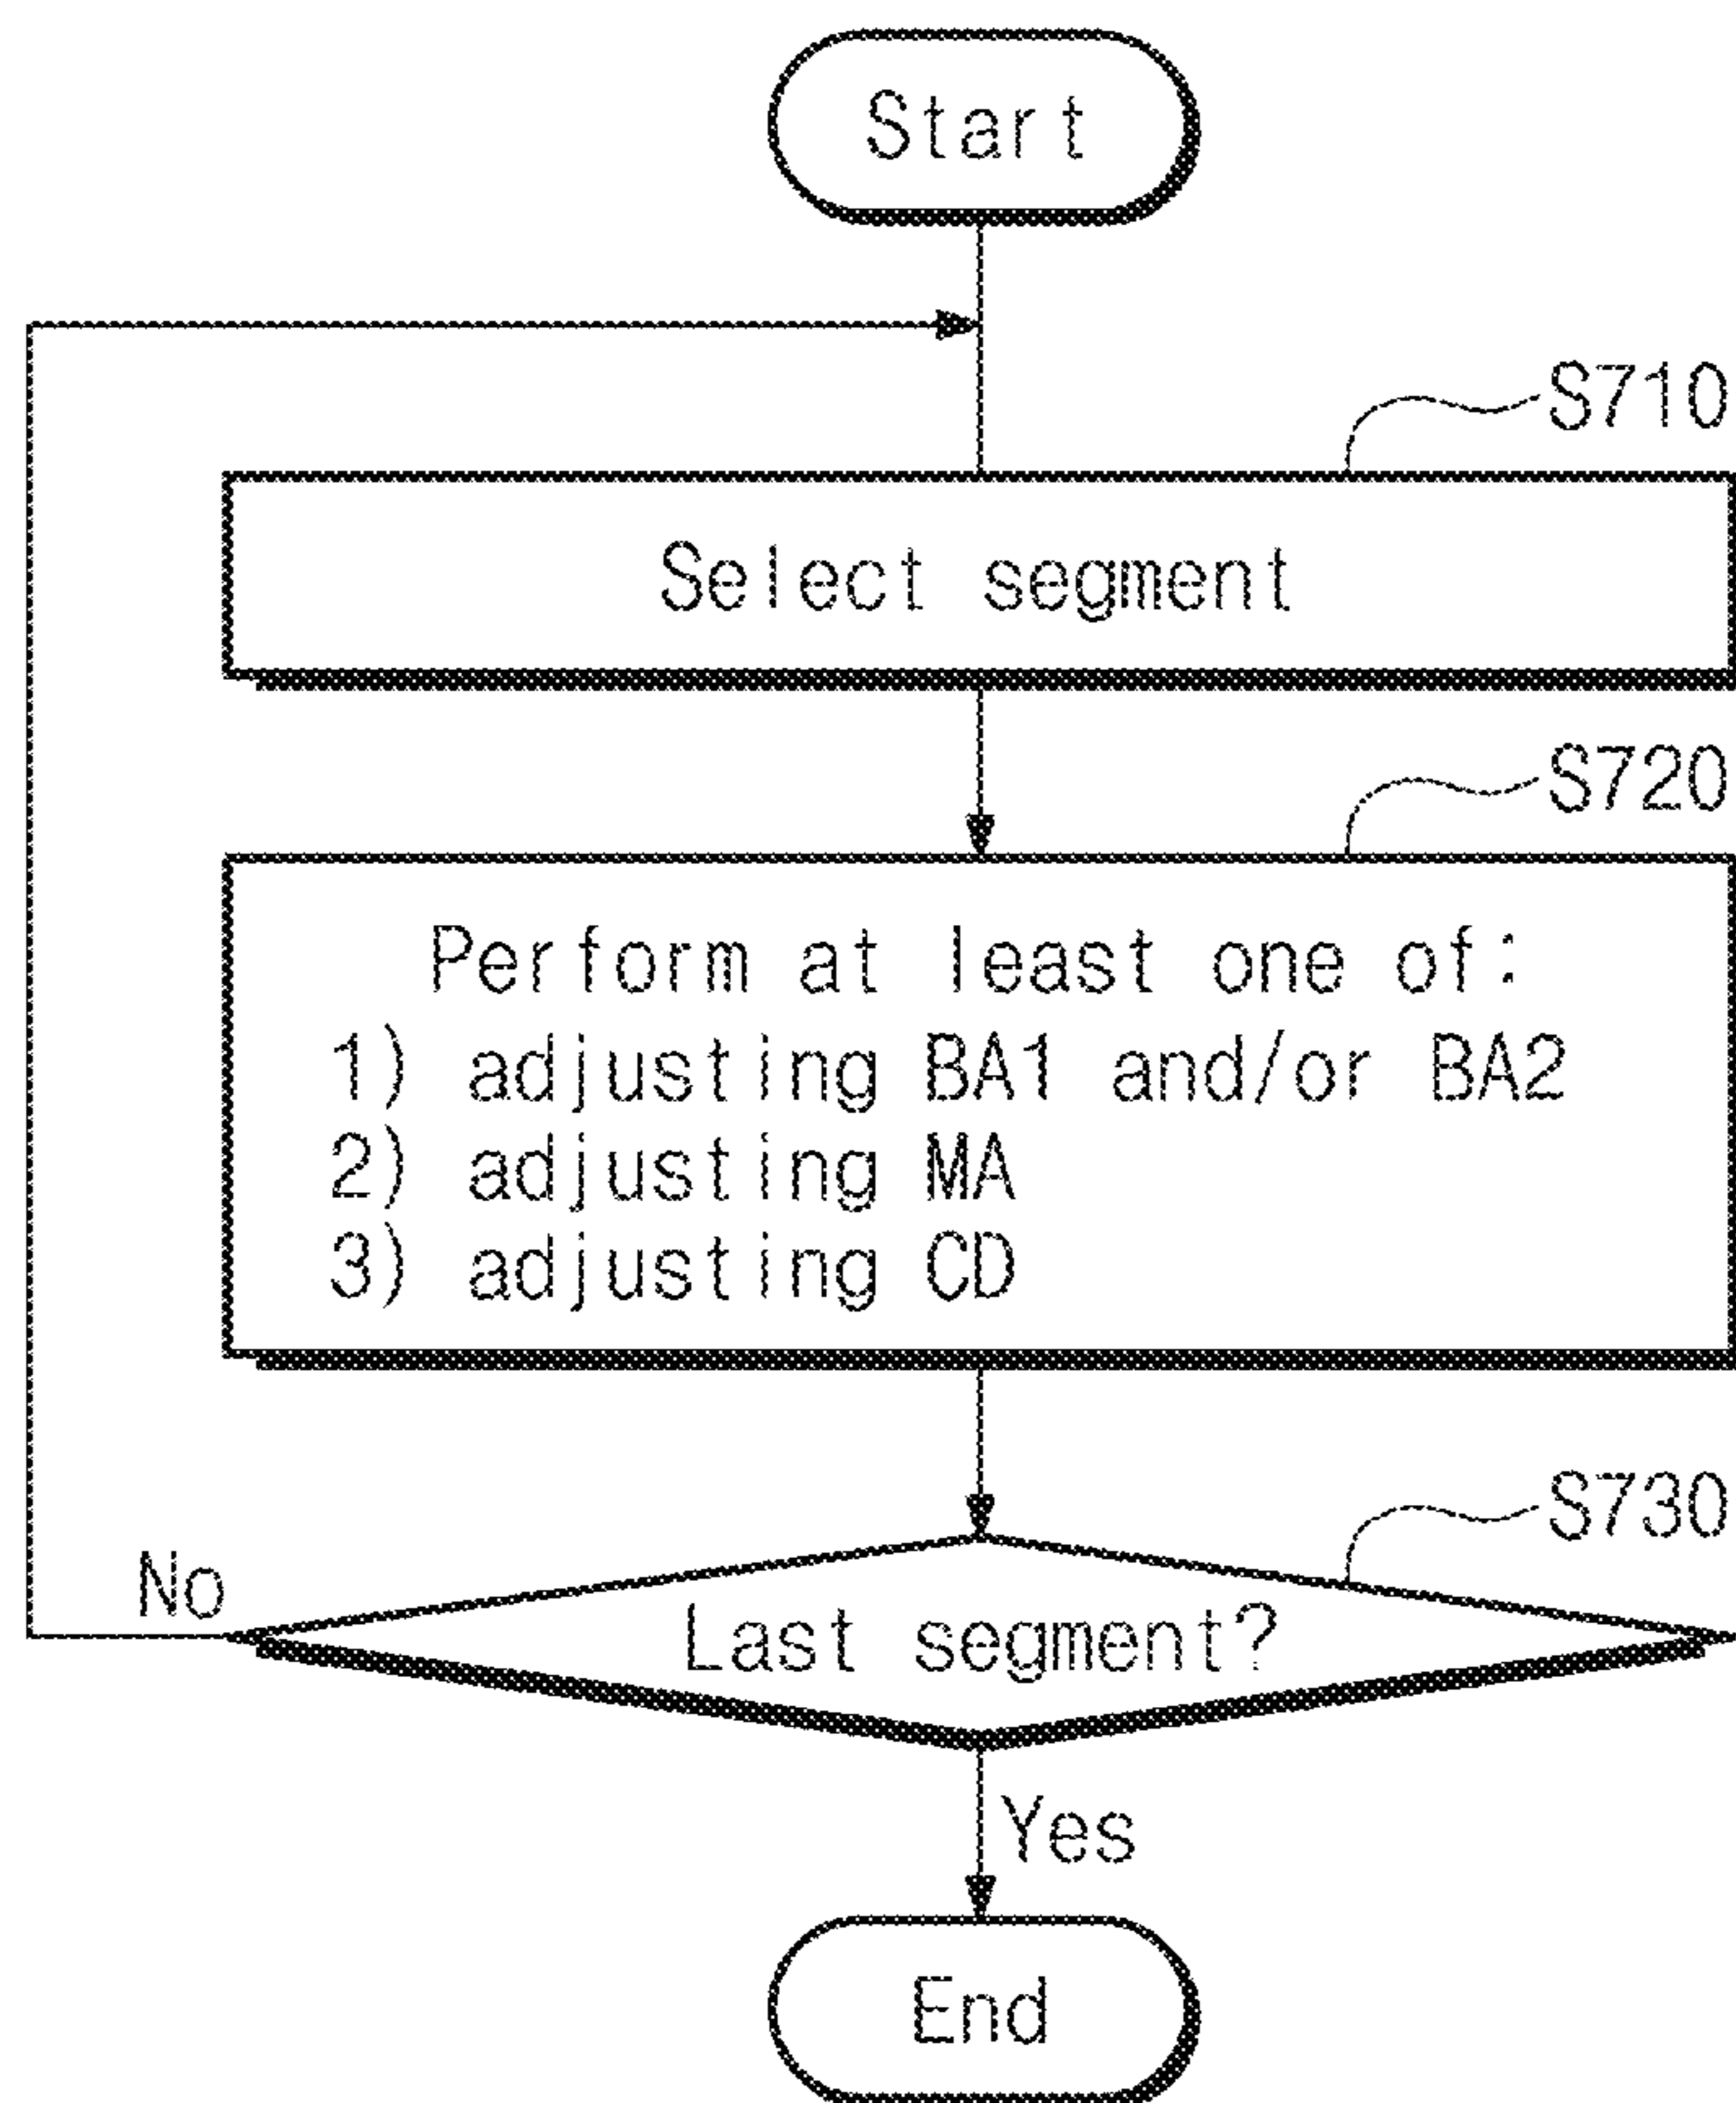 Start
S710
Select segment
S720
Perform at least one of:
1) adjusting BA1 and/or BA2
2) adjusting MA
3) adjusting CD
S730
No
Last segment?
Yes
End